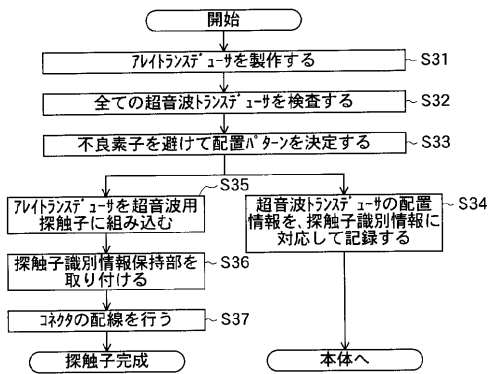 開始
ｱﾚｲﾄﾗﾝｽﾃﾞｭｰｻを製作する
S31
全ての超音波ﾄﾗﾝｽﾃﾞｭｰｻを検査する
S32
不良素子を避けて配置ﾊﾟﾀｰﾝを決定する
S33
S35
ｱﾚｲﾄﾗﾝｽﾃﾞｭｰｻを超音波用
探触子に組み込む
超音波ﾄﾗﾝｽﾃﾞｭｰｻの配置
情報を、探触子識別情報に
対応して記録する
S34
探触子識別情報保持部を
取り付ける
S36
ｺﾈｸﾀの配線を行う
S37
探触子完成
本体へ